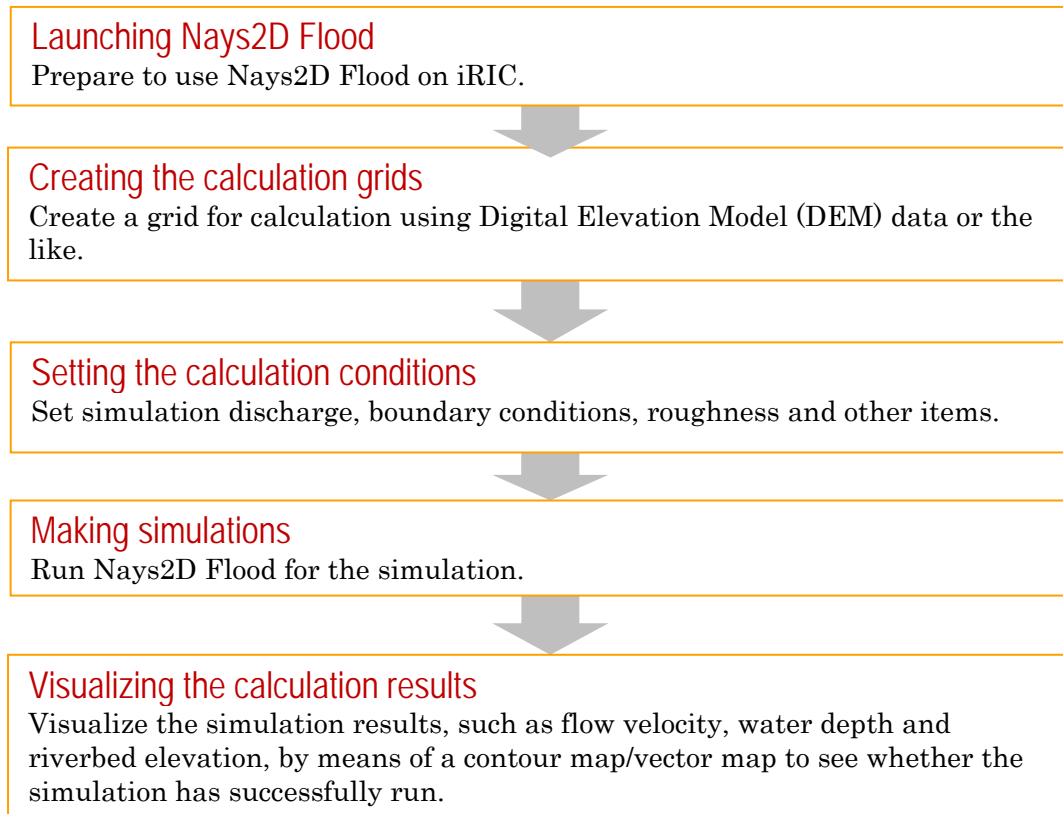 Launching Nays2D Flood
Prepare to use Nays2D Flood on iRIC.
Creating the calculation grids
Create a grid for calculation using Digital Elevation Model (DEM) data or the
like.
Setting the calculation conditions
Set simulation discharge, boundary conditions, roughness and other items.
Making simulations
Run Nays2D Flood for the simulation.
Visualizing the calculation results
Visualize the simulation results, such as flow velocity, water depth and
riverbed elevation, by means of a contour map/vector map to see whether the
simulation has successfully run.